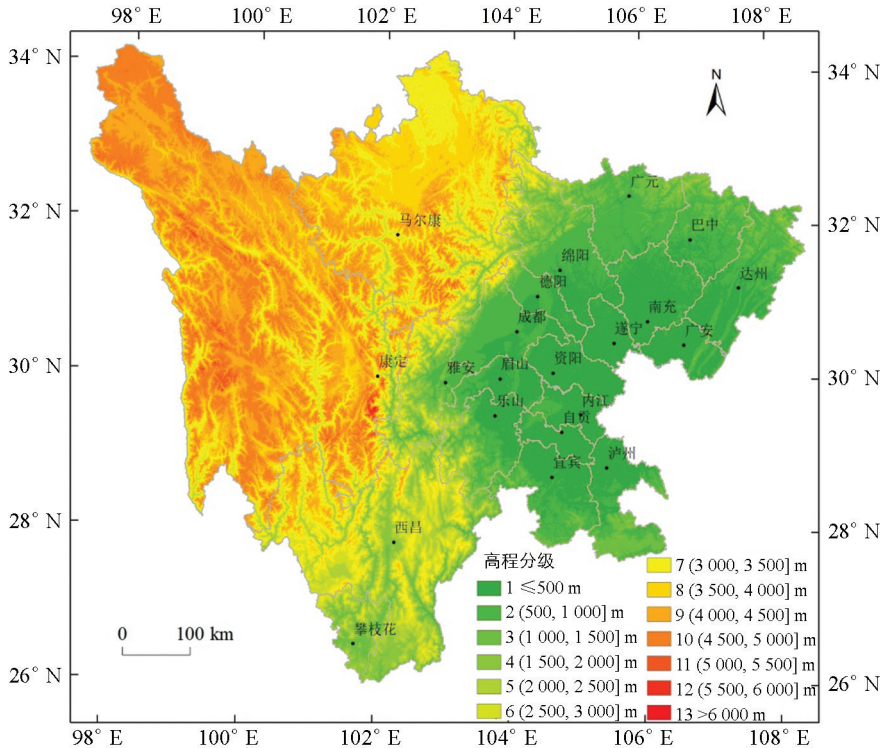 98° E 100° E 102° E 104° E 106° E 108° E
34° N 34° N
N
广元
32° N 32° N
马尔康
巴中
绵阳
达州
德阳
南充
成都
遂宁
广安
30° N 30° N
康定
雅安
眉山
资阳
乐山
内江
自贡
宜宾
泸州
28° N 28° N
西昌
高程分级
1 ≤500 m
2 (500, 1 000] m
3 (1 000, 1 500] m
4 (1 500, 2 000] m
5 (2 000, 2 500] m
6 (2 500, 3 000] m
7 (3 000, 3 500] m
8 (3 500, 4 000] m
9 (4 000, 4 500] m
10 (4 500, 5 000] m
11 (5 000, 5 500] m
12 (5 500, 6 000] m
13 >6 000 m
0 100 km
攀枝花
26° N 26° N
98° E 100° E 102° E 104° E 106° E 108° E